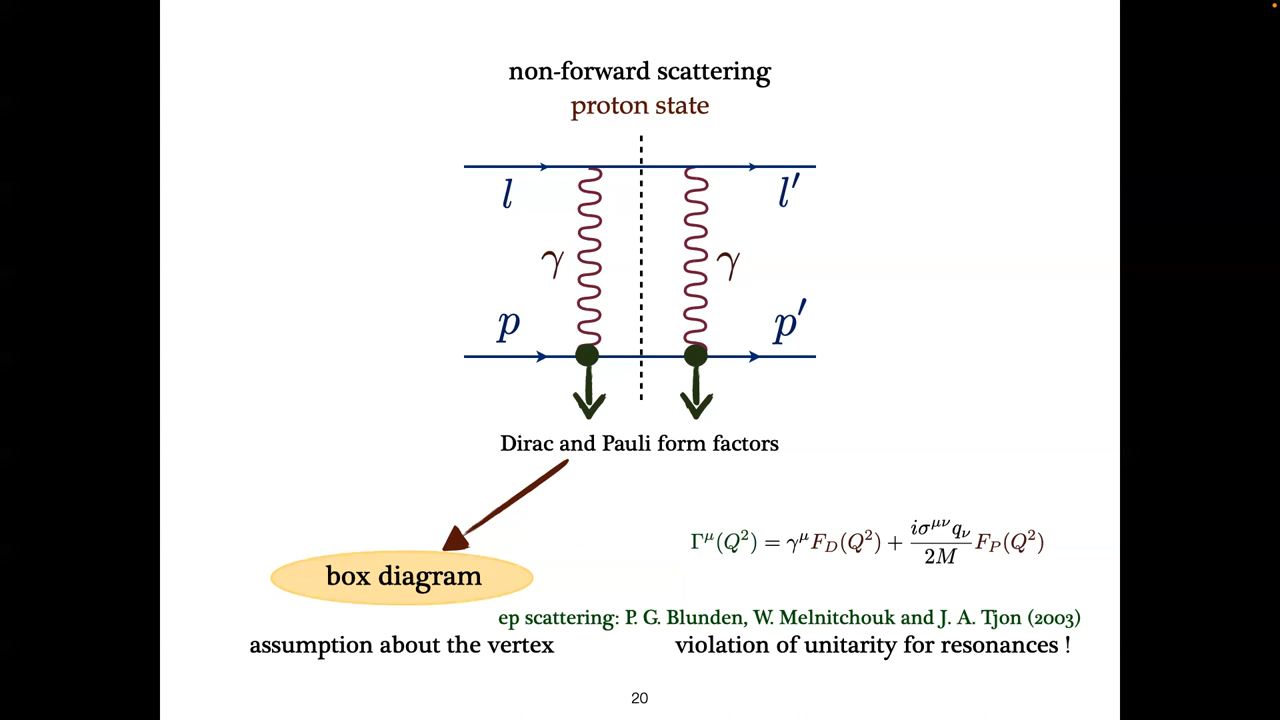 non-forward scattering
proton state
l l′
γ γ
p p′
Dirac and Pauli form factors
Γ^μ(Q²) = γ^μ F_D(Q²) + iσ^{μν}q_ν / 2M F_P(Q²)
box diagram
ep scattering: P. G. Blunden, W. Melnitchouk and J. A. Tjon (2003)
assumption about the vertex violation of unitarity for resonances !
20